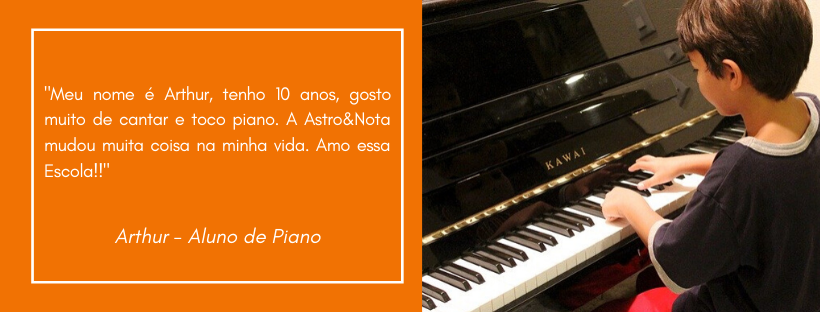 "Meu nome é Arthur, tenho 10 anos, gosto
muito de cantar e toco piano. A Astro&Nota
mudou muita coisa na minha vida. Amo essa
Escola!!"
Arthur - Aluno de Piano
KAWAI